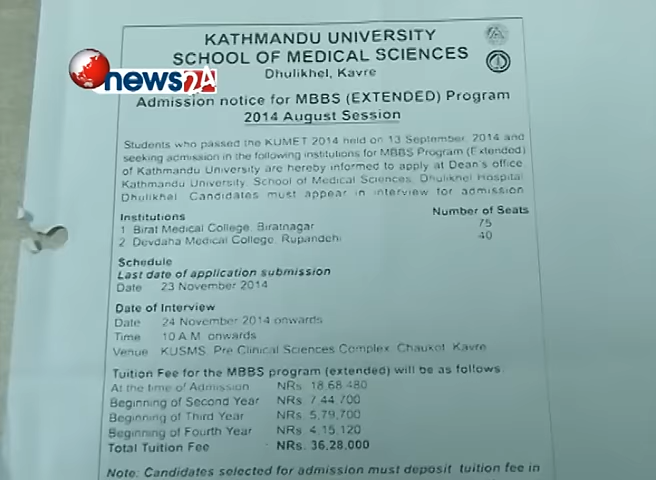 KATHMANDU UNIVERSITY
SCHOOL OF MEDICAL SCIENCES
Dhulikhel, Kavre
news24
Admission notice for MBBS (EXTENDED) Program
2014 August Session
Students who passed the KUMET 2014 held on 13 September, 2014 and
seeking admission in the following institutions for MBBS Program (Extended)
of Kathmandu University are hereby informed to apply at Dean's office,
Kathmandu University, School of Medical Sciences, Dhulikhel Hospital
Dhulikhel. Candidates must appear in interview for admission
Institutions Number of Seats
1 Birat Medical College, Biratnagar 75
2 Devdaha Medical College, Rupandehi 40
Schedule
Last date of application submission
Date 23 November 2014
Date of Interview
Date 24 November 2014 onwards
Time 10 A.M. onwards
Venue KUSMS, Pre Clinical Sciences Complex, Chaukot, Kavre
Tuition Fee for the MBBS program (extended) will be as follows
At the time of Admission NRs. 18,68,480
Beginning of Second Year NRs. 7,44,700
Beginning of Third Year NRs. 5,79,700
Beginning of Fourth Year NRs. 4,15,120
Total Tuition Fee NRs. 36,28,000
Note: Candidates selected for admission must deposit tuition fee in